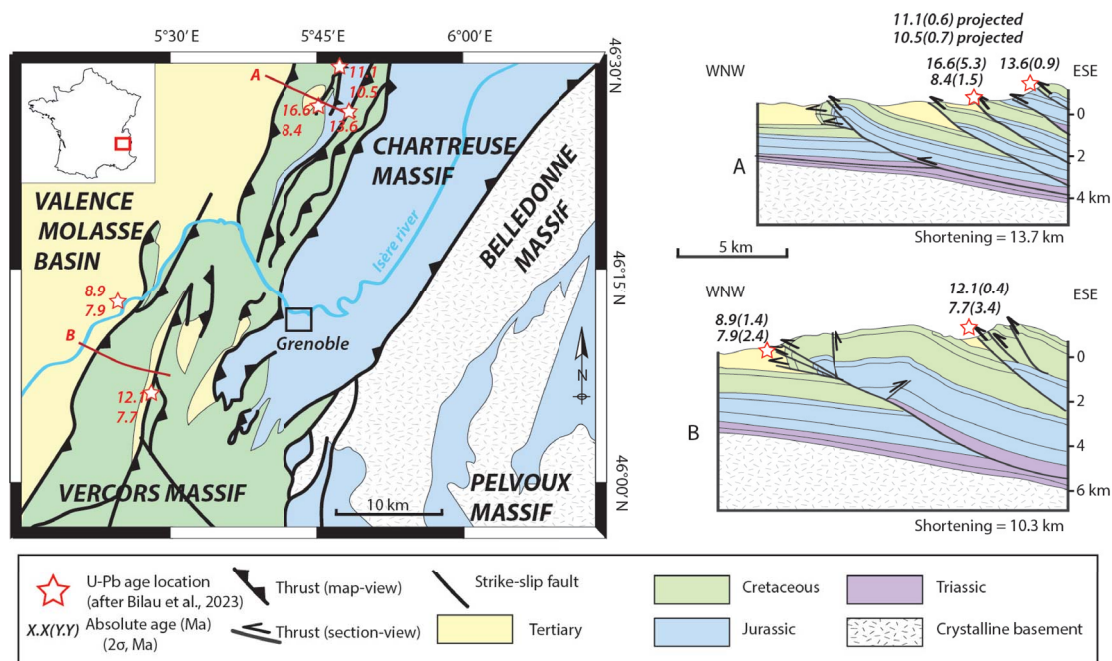 5°30'E
5°45'E
6°00'E
46°30'N
46°15'N
46°00'N
A
11.1
10.5
16.6
8.4
13.6
CHARTREUSE
MASSIF
VALENCE
MOLASSE
BASIN
BELLEDONNE
MASSIF
Isère river
8.9
7.9
B
Grenoble
N
12.1
7.7
VERCORS MASSIF
10 km
PELVOUX
MASSIF
11.1(0.6) projected
10.5(0.7) projected
16.6(5.3)
13.6(0.9)
8.4(1.5)
WNW
ESE
0
2
4 km
A
Shortening = 13.7 km
5 km
WNW
ESE
12.1(0.4)
7.7(3.4)
8.9(1.4)
7.9(2.4)
0
2
4
6 km
B
Shortening = 10.3 km
U-Pb age location
(after Bilau et al., 2023)
X.X(Y.Y) Absolute age (Ma)
(2σ, Ma)
Thrust (map-view)
Thrust (section-view)
Strike-slip fault
Tertiary
Cretaceous
Jurassic
Triassic
Crystalline basement